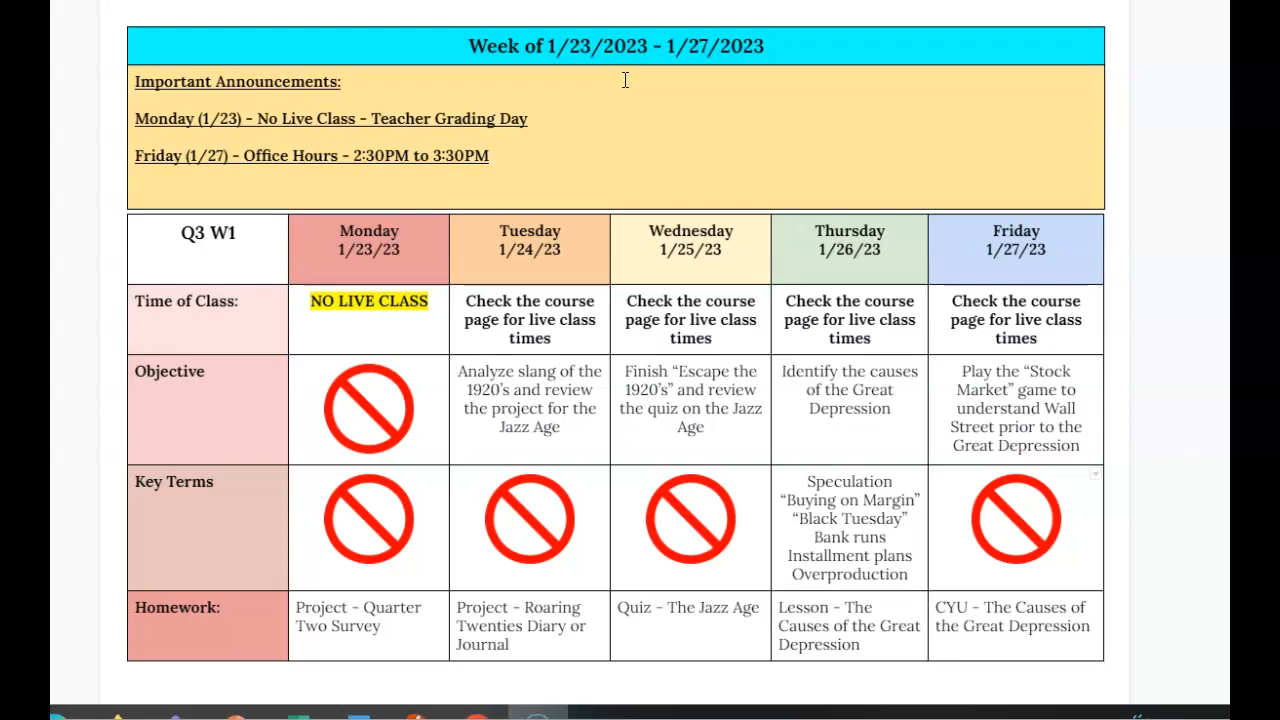 Week of 1/23/2023 - 1/27/2023
Important Announcements:
Monday (1/23) - No Live Class - Teacher Grading Day
Friday (1/27) - Office Hours - 2:30PM to 3:30PM
Q3 W1
Monday
1/23/23
Tuesday
1/24/23
Wednesday
1/25/23
Thursday
1/26/23
Friday
1/27/23
Time of Class:
NO LIVE CLASS
Check the course
page for live class
times
Check the course
page for live class
times
Check the course
page for live class
times
Check the course
page for live class
times
Objective
Analyze slang of the
1920's and review
the project for the
Jazz Age
Finish “Escape the
1920's” and review
the quiz on the Jazz
Age
Identify the causes
of the Great
Depression
Play the “Stock
Market” game to
understand Wall
Street prior to the
Great Depression
Key Terms
Speculation
“Buying on Margin”
“Black Tuesday”
Bank runs
Installment plans
Overproduction
Homework:
Project - Quarter
Two Survey
Project - Roaring
Twenties Diary or
Journal
Quiz - The Jazz Age
Lesson - The
Causes of the Great
Depression
CYU - The Causes of
the Great Depression